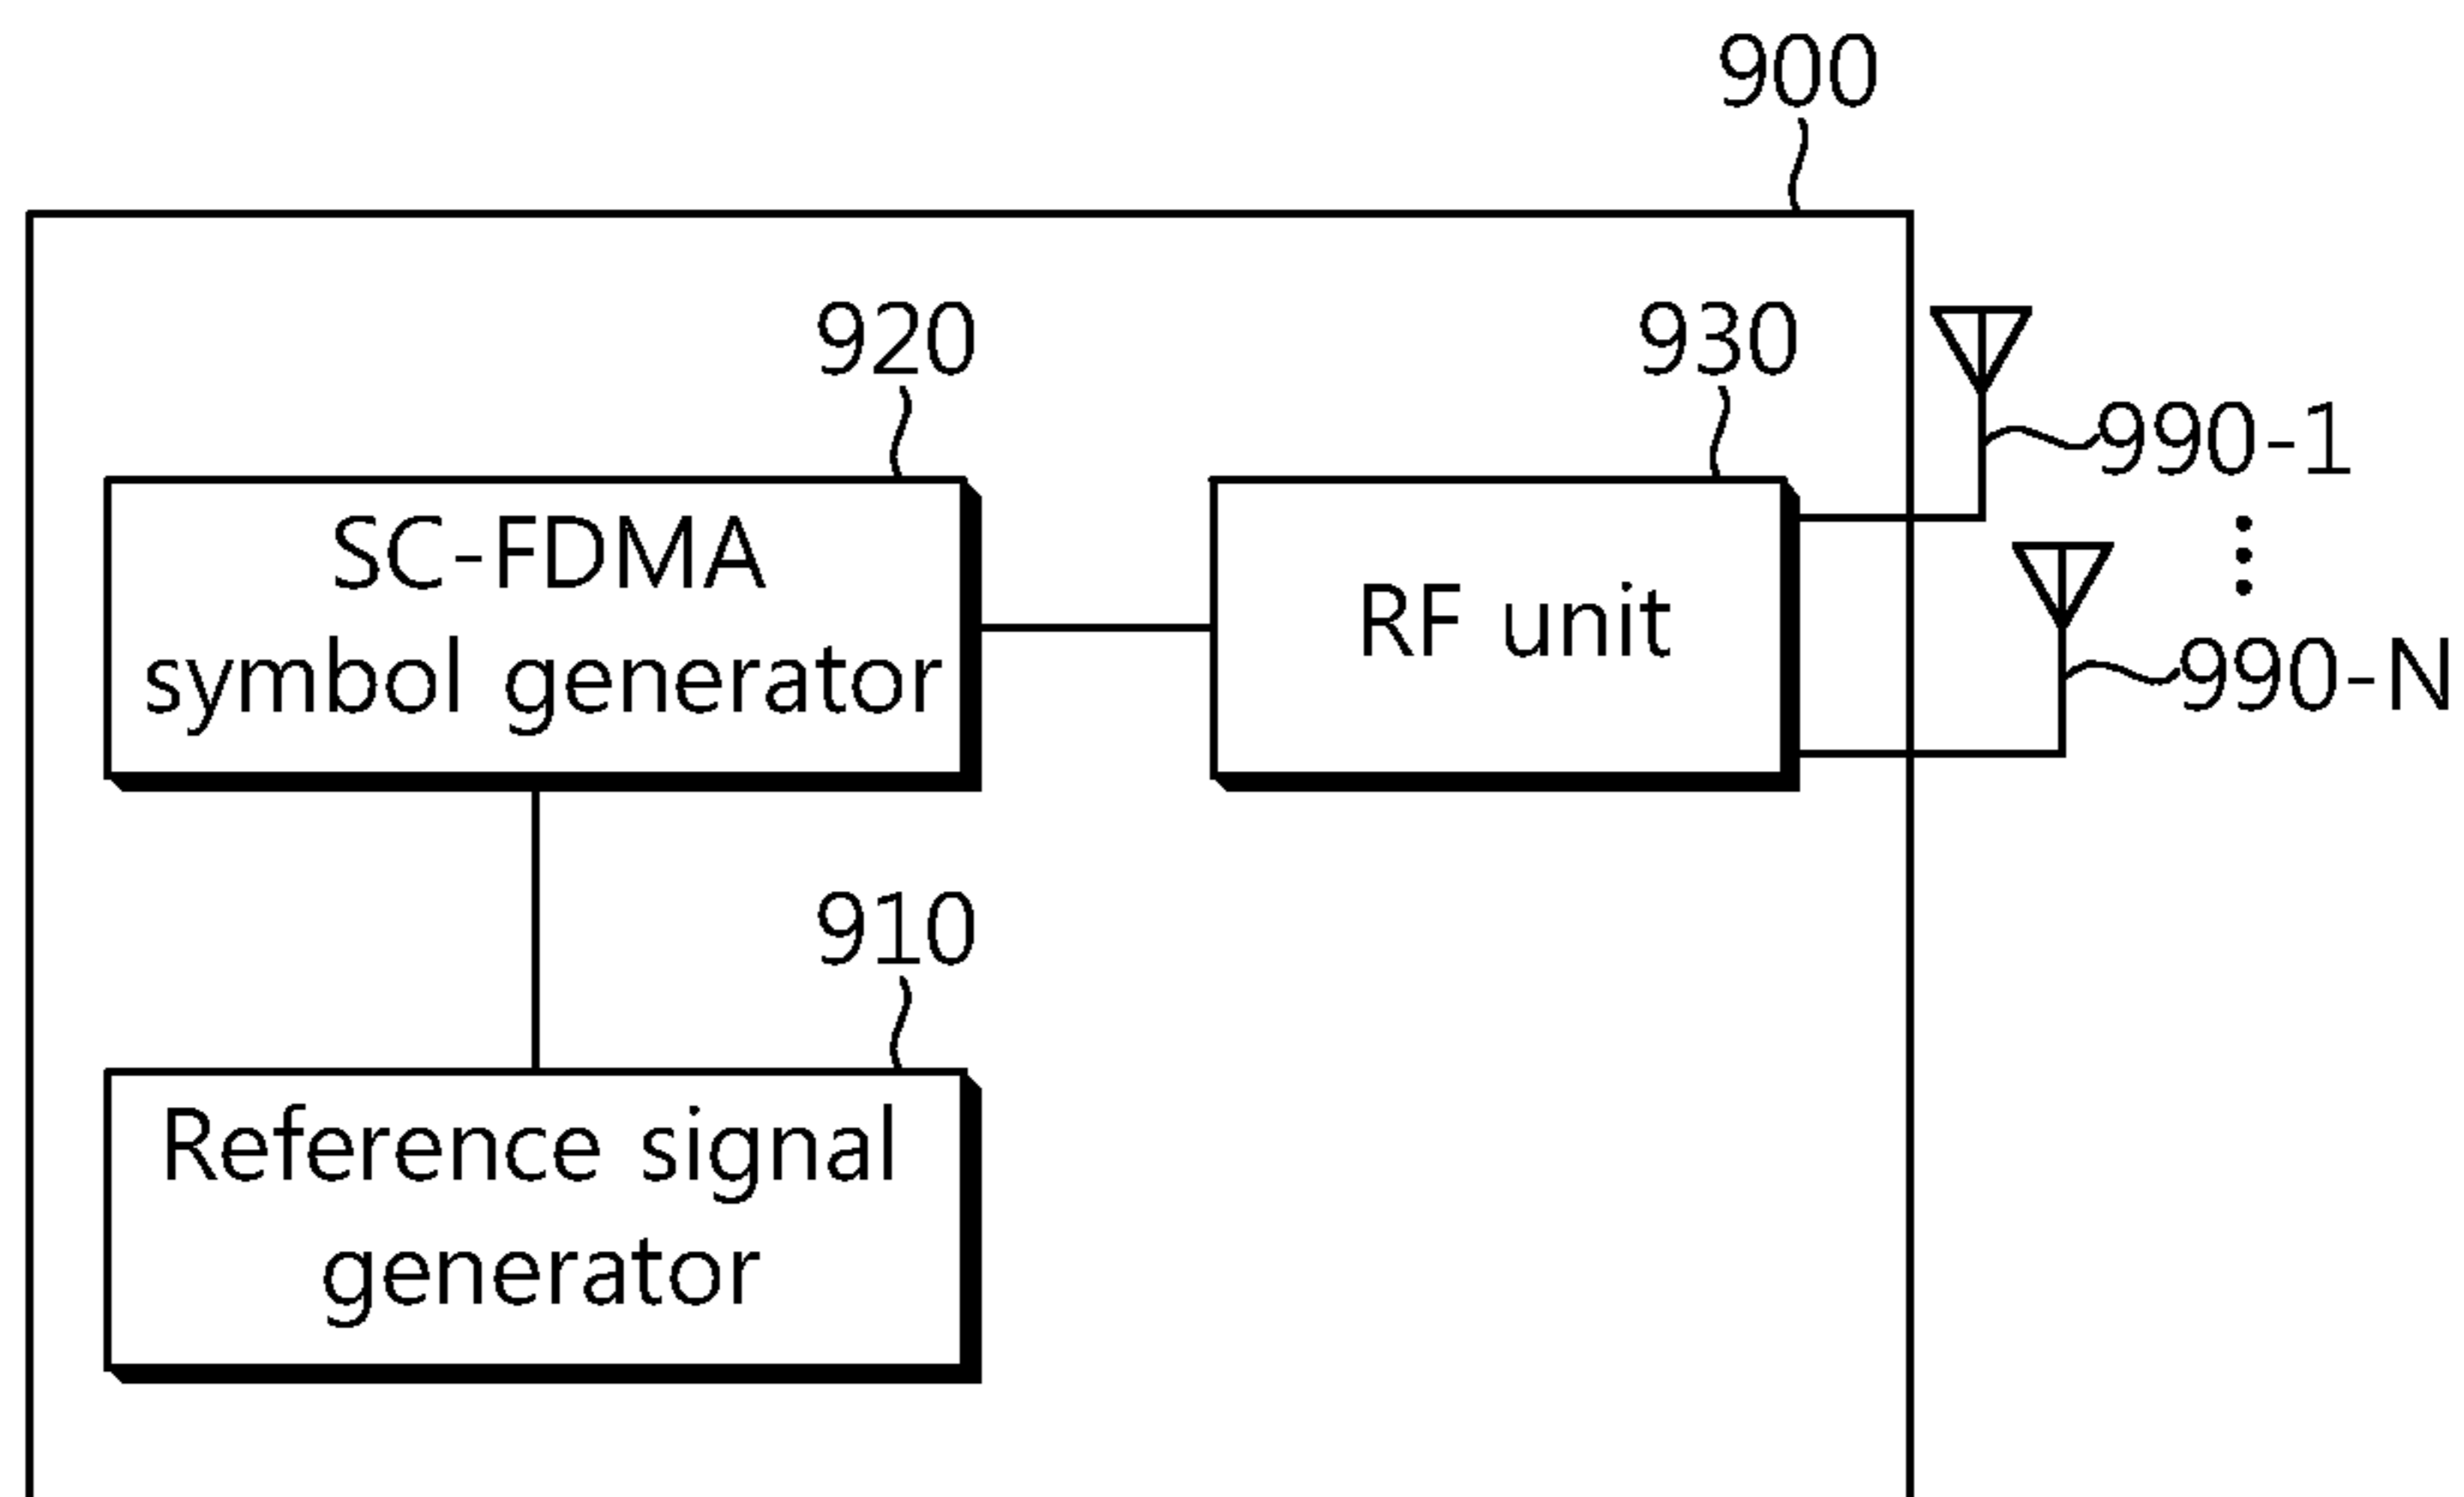 900
920
930
990-1
SC-FDMA
symbol generator
RF unit
990-N
910
Reference signal
generator